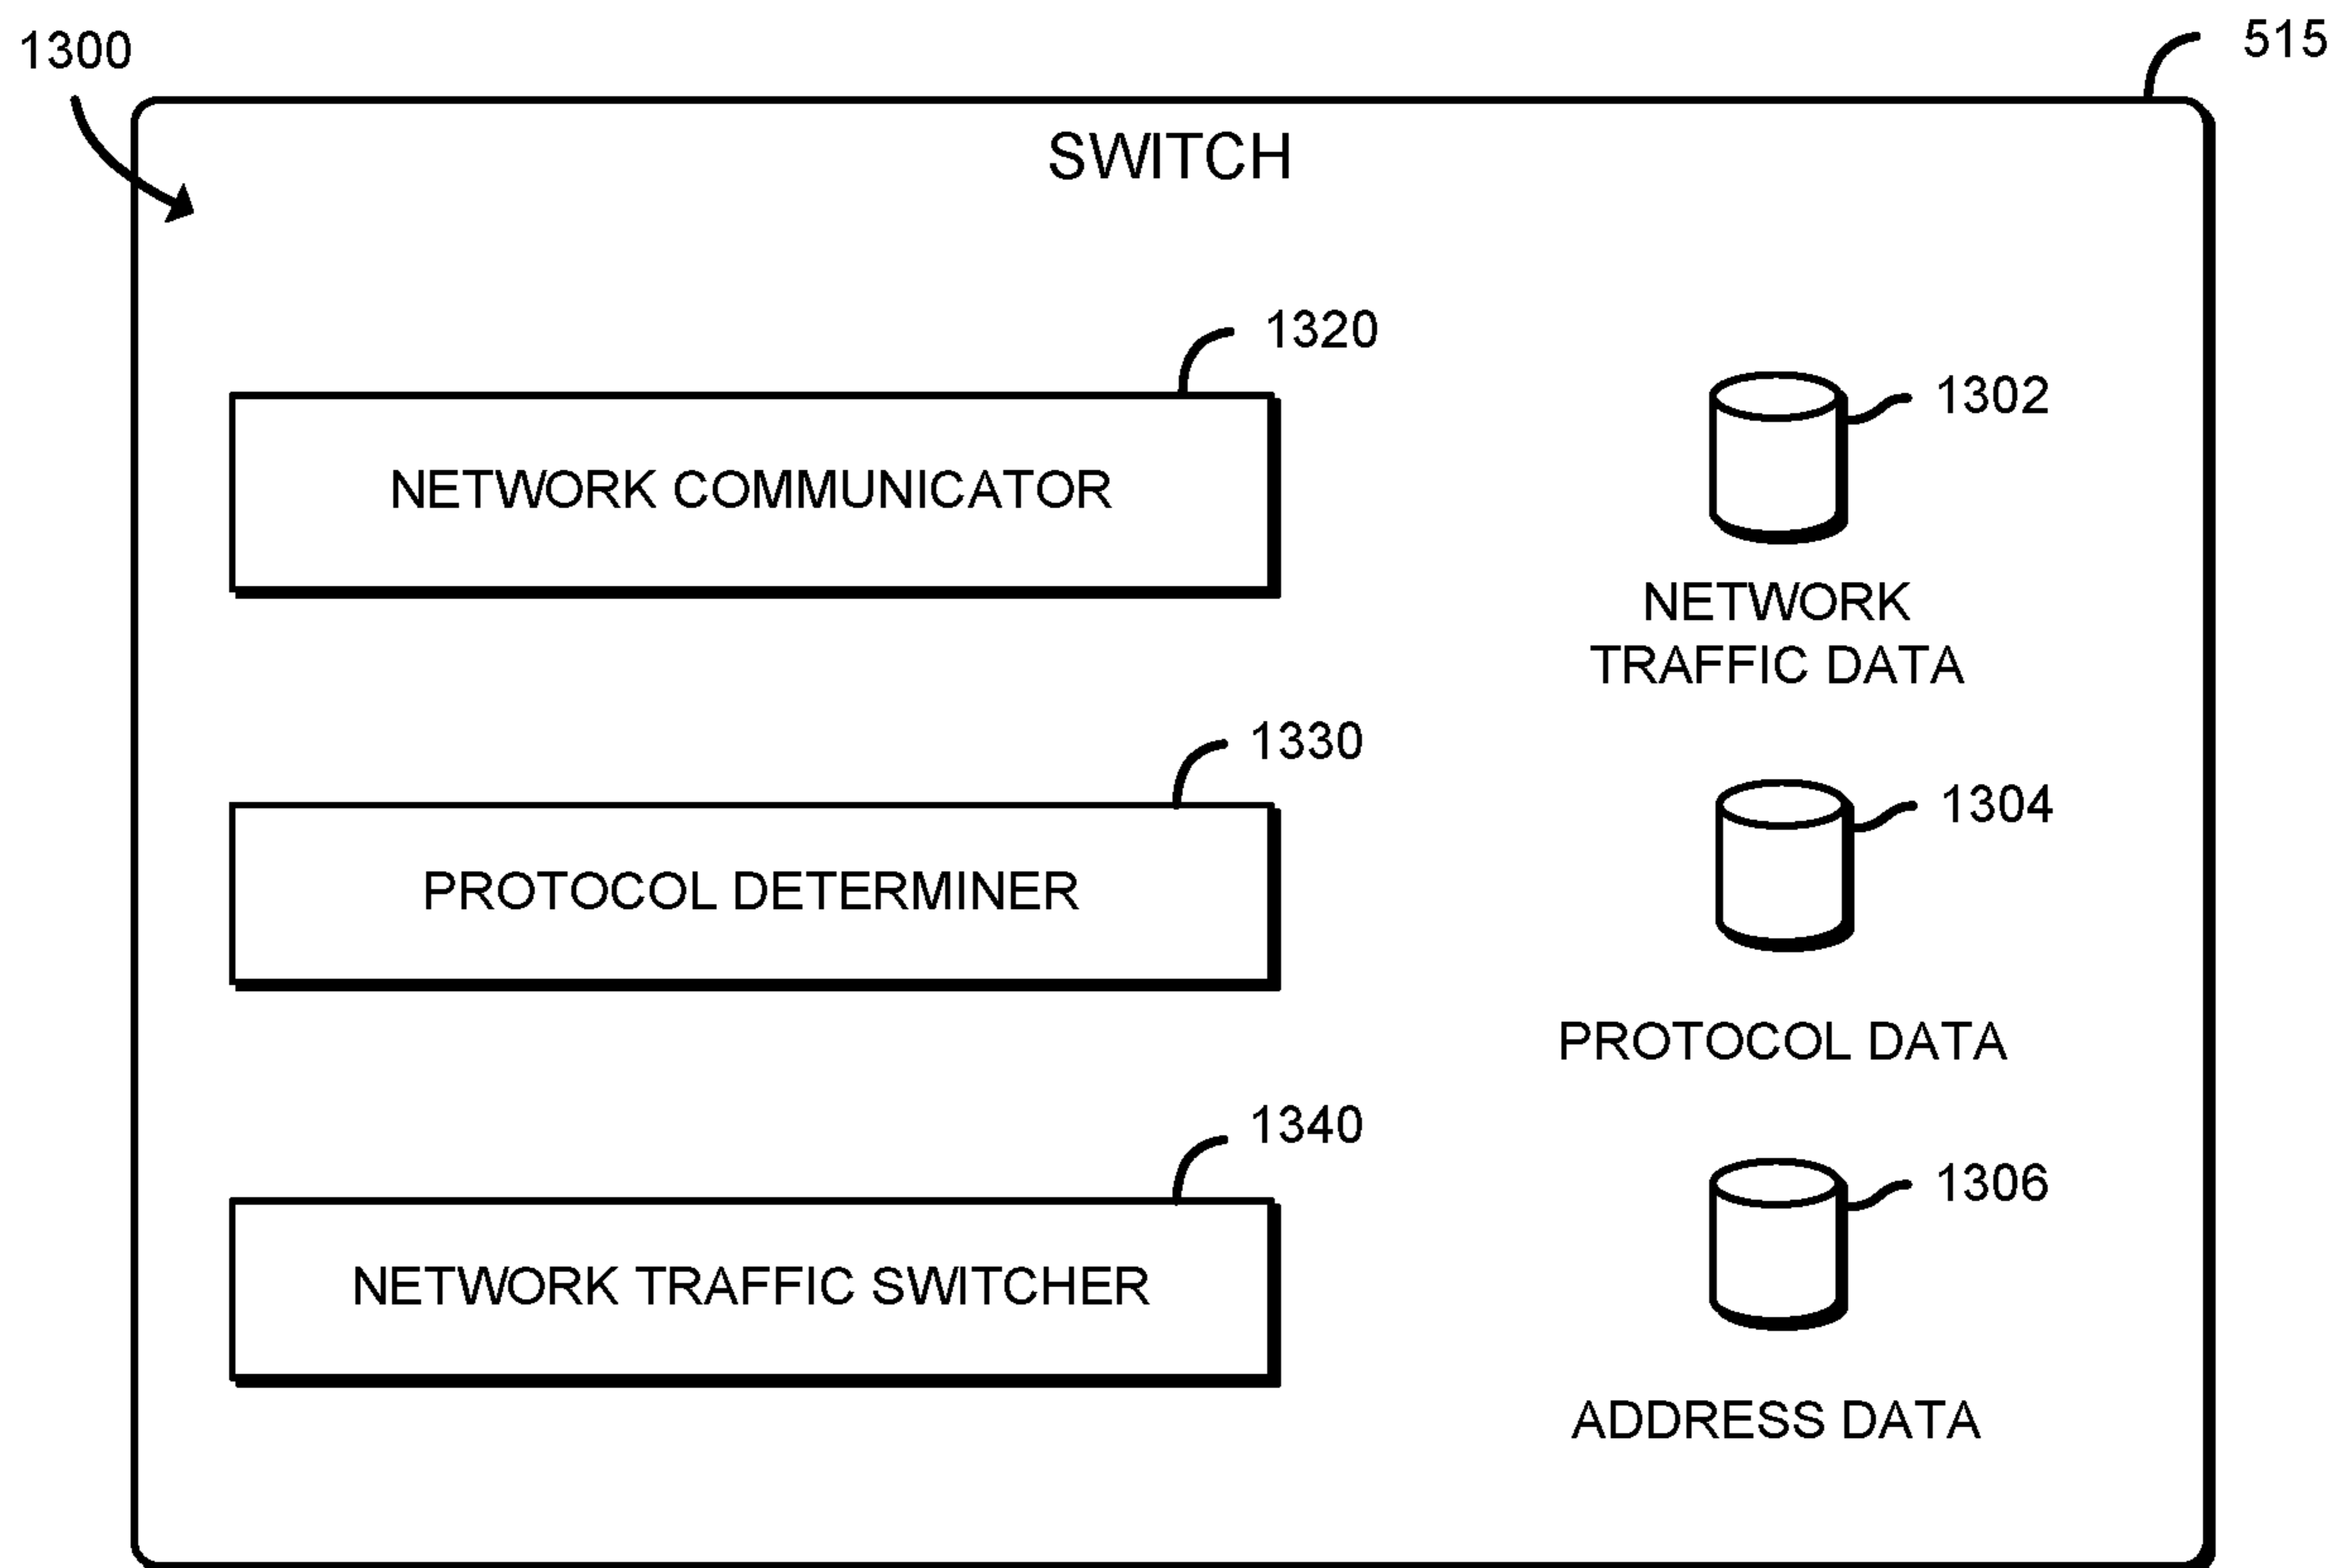 1300
515
SWITCH
1320
NETWORK COMMUNICATOR
1302
NETWORK
TRAFFIC DATA
1330
PROTOCOL DETERMINER
1304
PROTOCOL DATA
1340
NETWORK TRAFFIC SWITCHER
1306
ADDRESS DATA